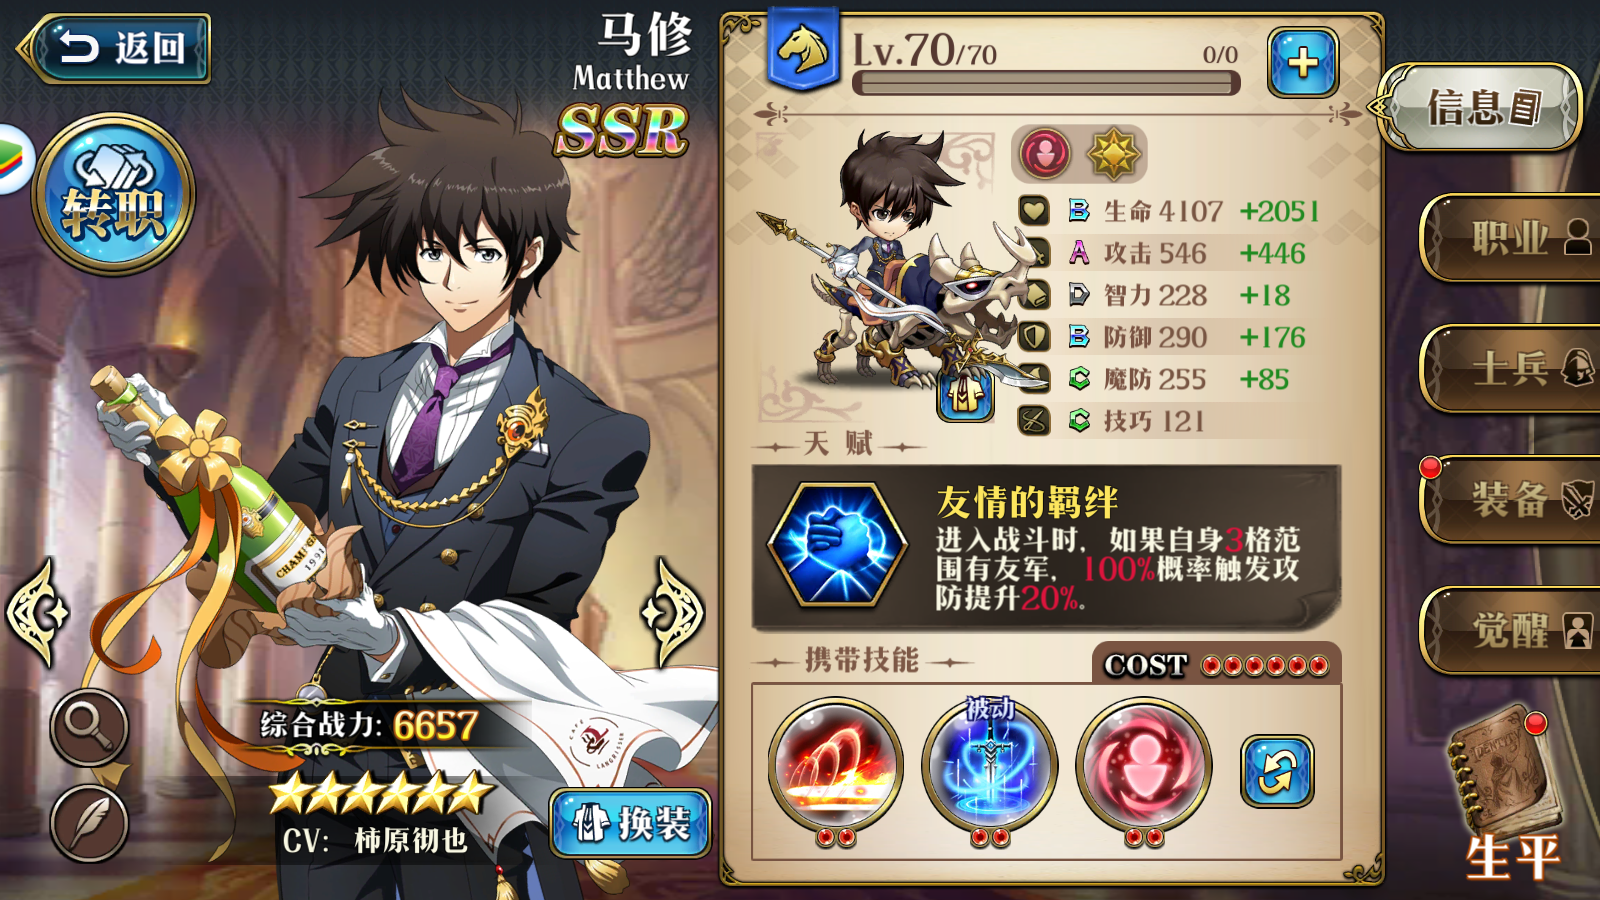 返回
转职
马修
Matthew
SSR
CHAMP
1991
CAFE
LANGRISSER
综合战力: 6657
CV: 柿原彻也
换装
Lv.70/70
0/0
B 生命 4107 +2051
A 攻击 546 +446
D 智力 228 +18
B 防御 290 +176
C 魔防 255 +85
C 技巧 121
天赋
友情的羁绊
进入战斗时，如果自身3格范
围有友军，100%概率触发攻
防提升20%。
携带技能
COST
被动
信息
职业
士兵
装备
觉醒
生平